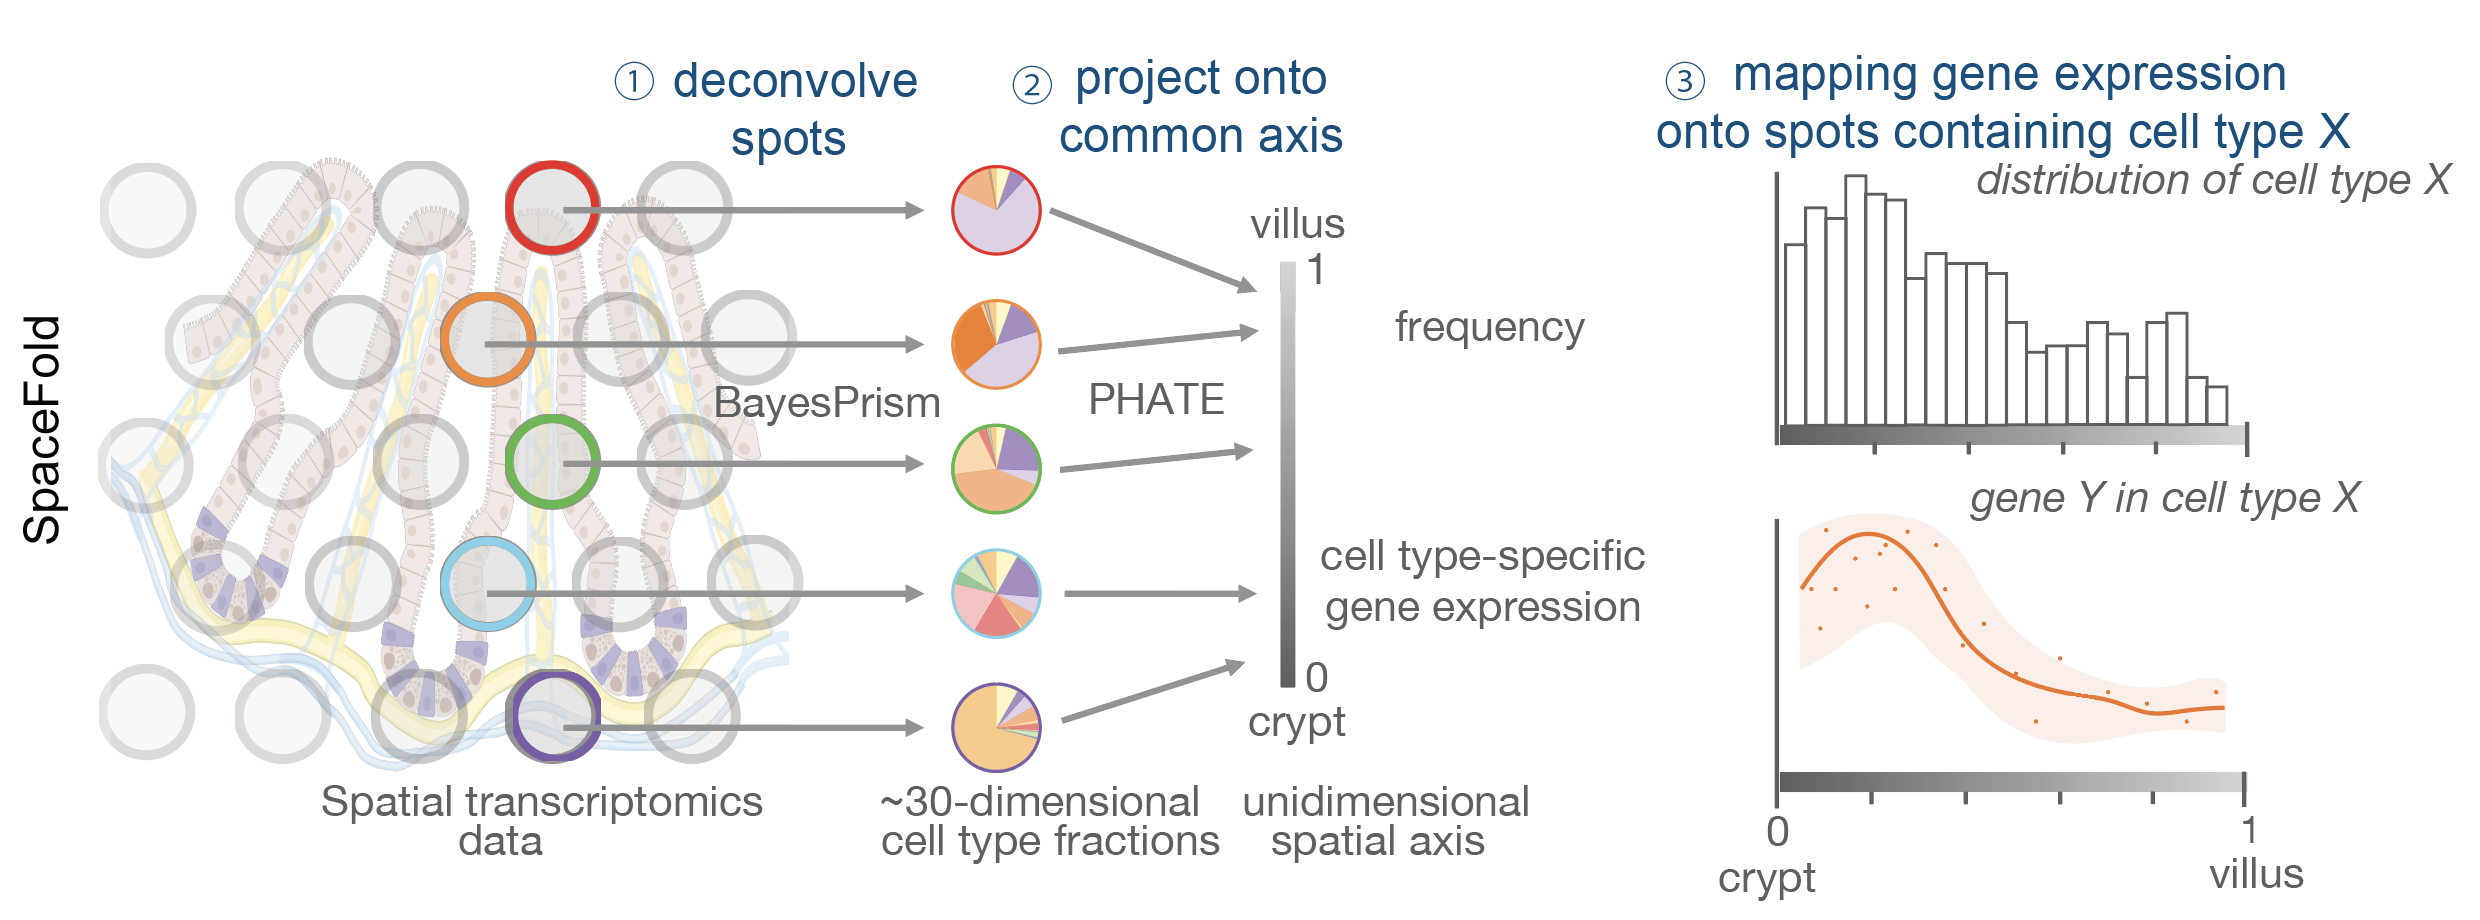 SpaceFold
① deconvolve
spots
② project onto
common axis
③ mapping gene expression
onto spots containing cell type X
distribution of cell type X
villus
1
frequency
BayesPrism
PHATE
gene Y in cell type X
cell type-specific
gene expression
0
crypt
Spatial transcriptomics
data
~30-dimensional
cell type fractions
unidimensional
spatial axis
0
1
crypt
villus